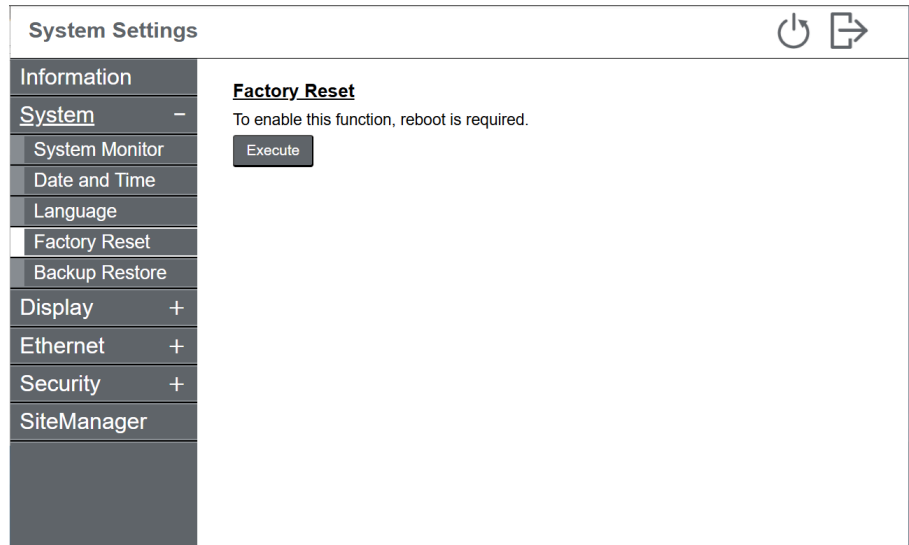 System Settings
Information
System −
System Monitor
Date and Time
Language
Factory Reset
Backup Restore
Display +
Ethernet +
Security +
SiteManager
Factory Reset
To enable this function, reboot is required.
Execute